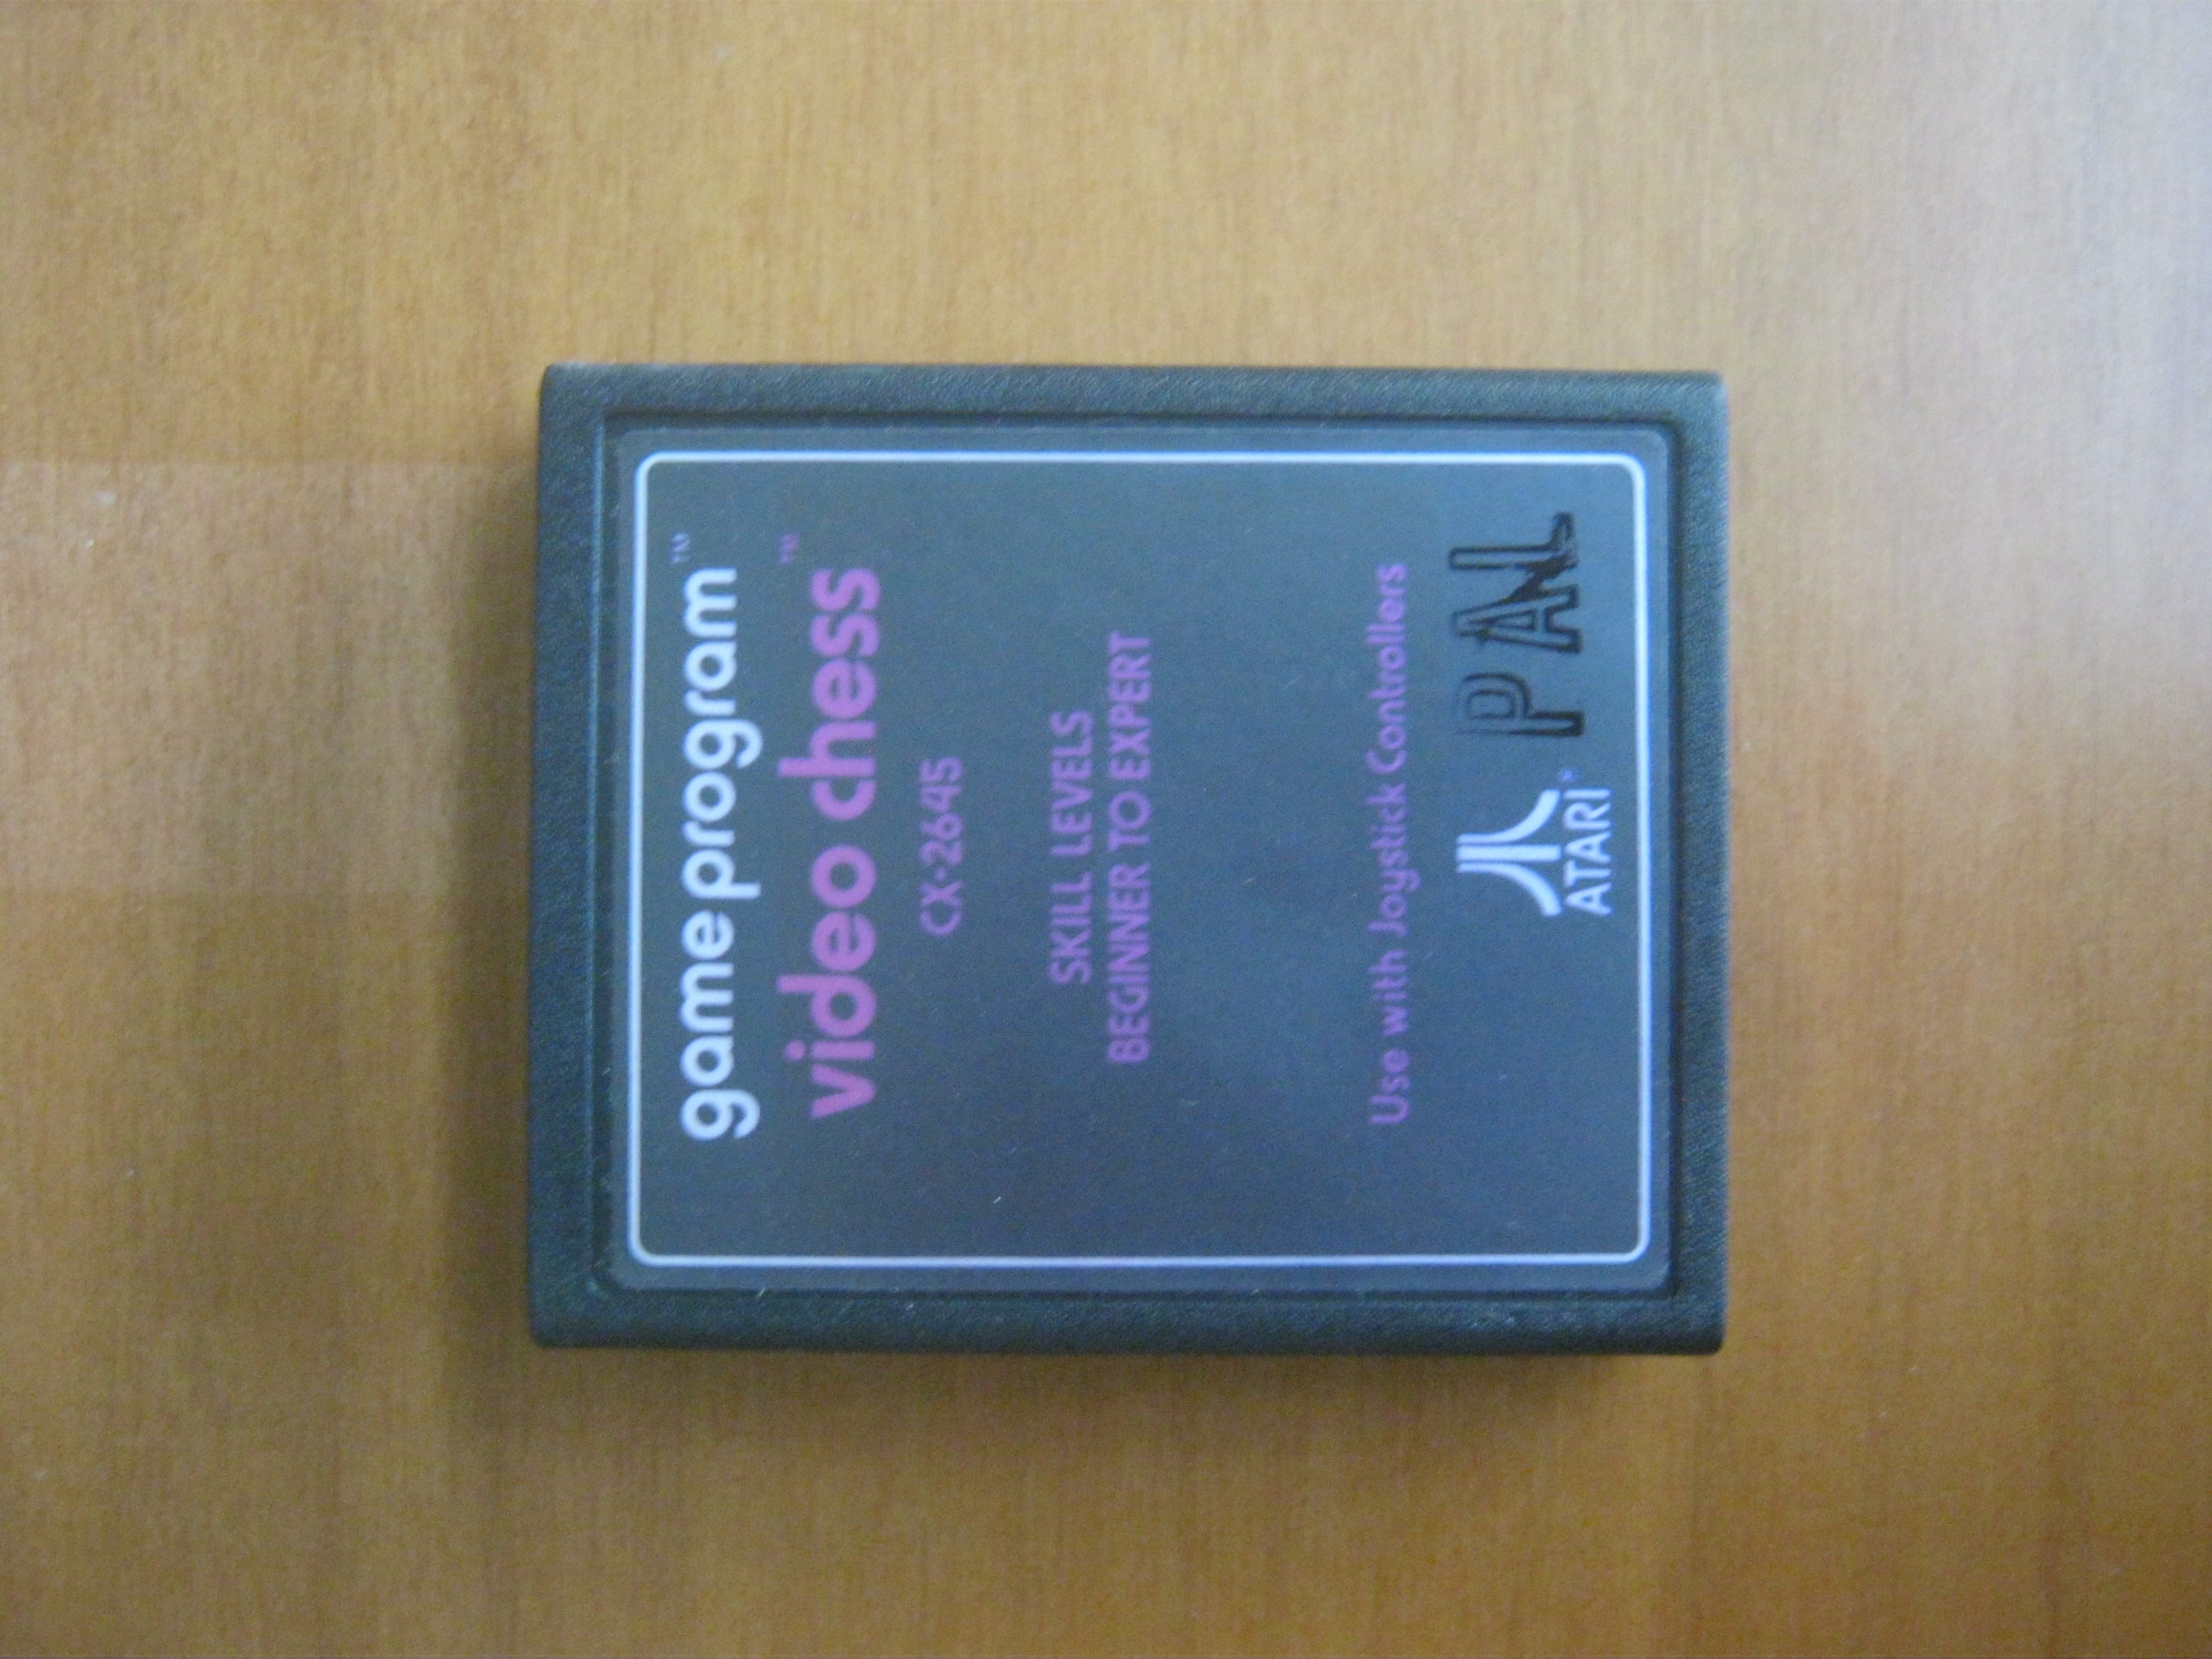 game program™
video chess™
CX-2645
SKILL LEVELS
BEGINNER TO EXPERT
Use with Joystick Controllers
ATARI®
PAL